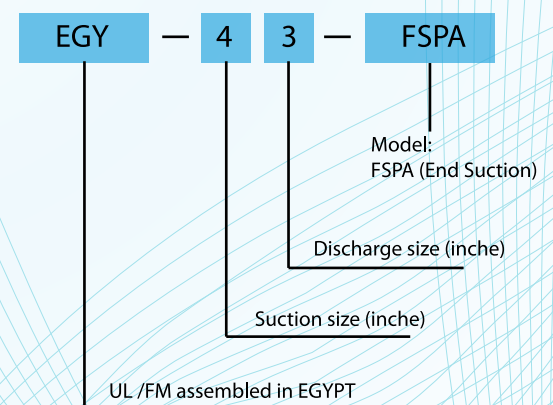 EGY — 4 3 — FSPA
Model:
FSPA (End Suction)
Discharge size (inche)
Suction size (inche)
UL /FM assembled in EGYPT